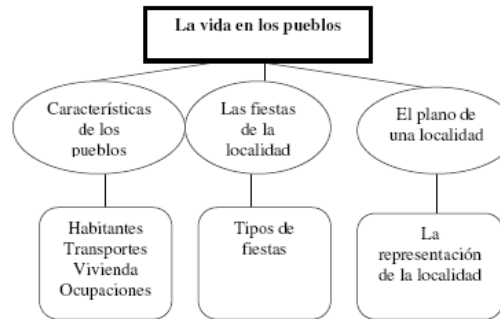 La vida en los pueblos
Características
de los
pueblos
Las fiestas
de la
localidad
El plano de
una localidad
Habitantes
Transportes
Vivienda
Ocupaciones
Tipos de
fiestas
La
representación
de la localidad